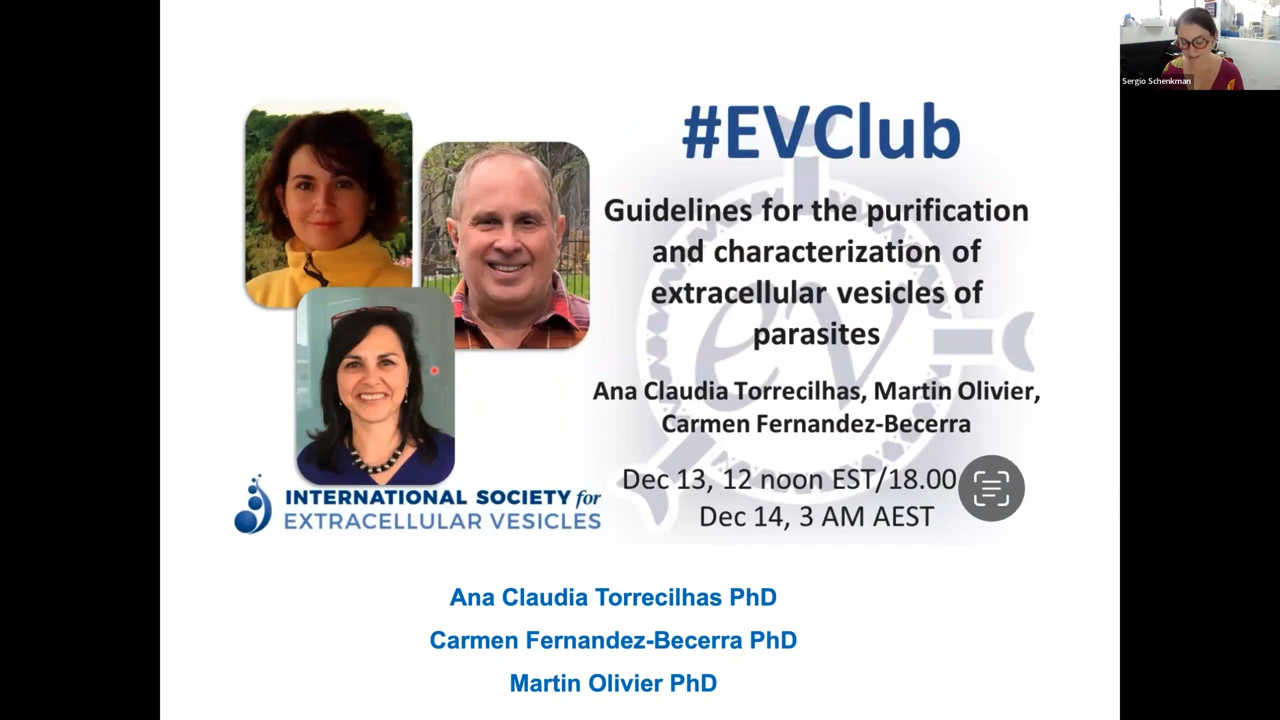 Sergio Schenkman
#EVClub
Guidelines for the purification
and characterization of
extracellular vesicles of
parasites
Ana Claudia Torrecilhas, Martin Olivier,
Carmen Fernandez-Becerra
Dec 13, 12 noon EST/18.00
Dec 14, 3 AM AEST
ev
INTERNATIONAL SOCIETY for
EXTRACELLULAR VESICLES
Ana Claudia Torrecilhas PhD
Carmen Fernandez-Becerra PhD
Martin Olivier PhD